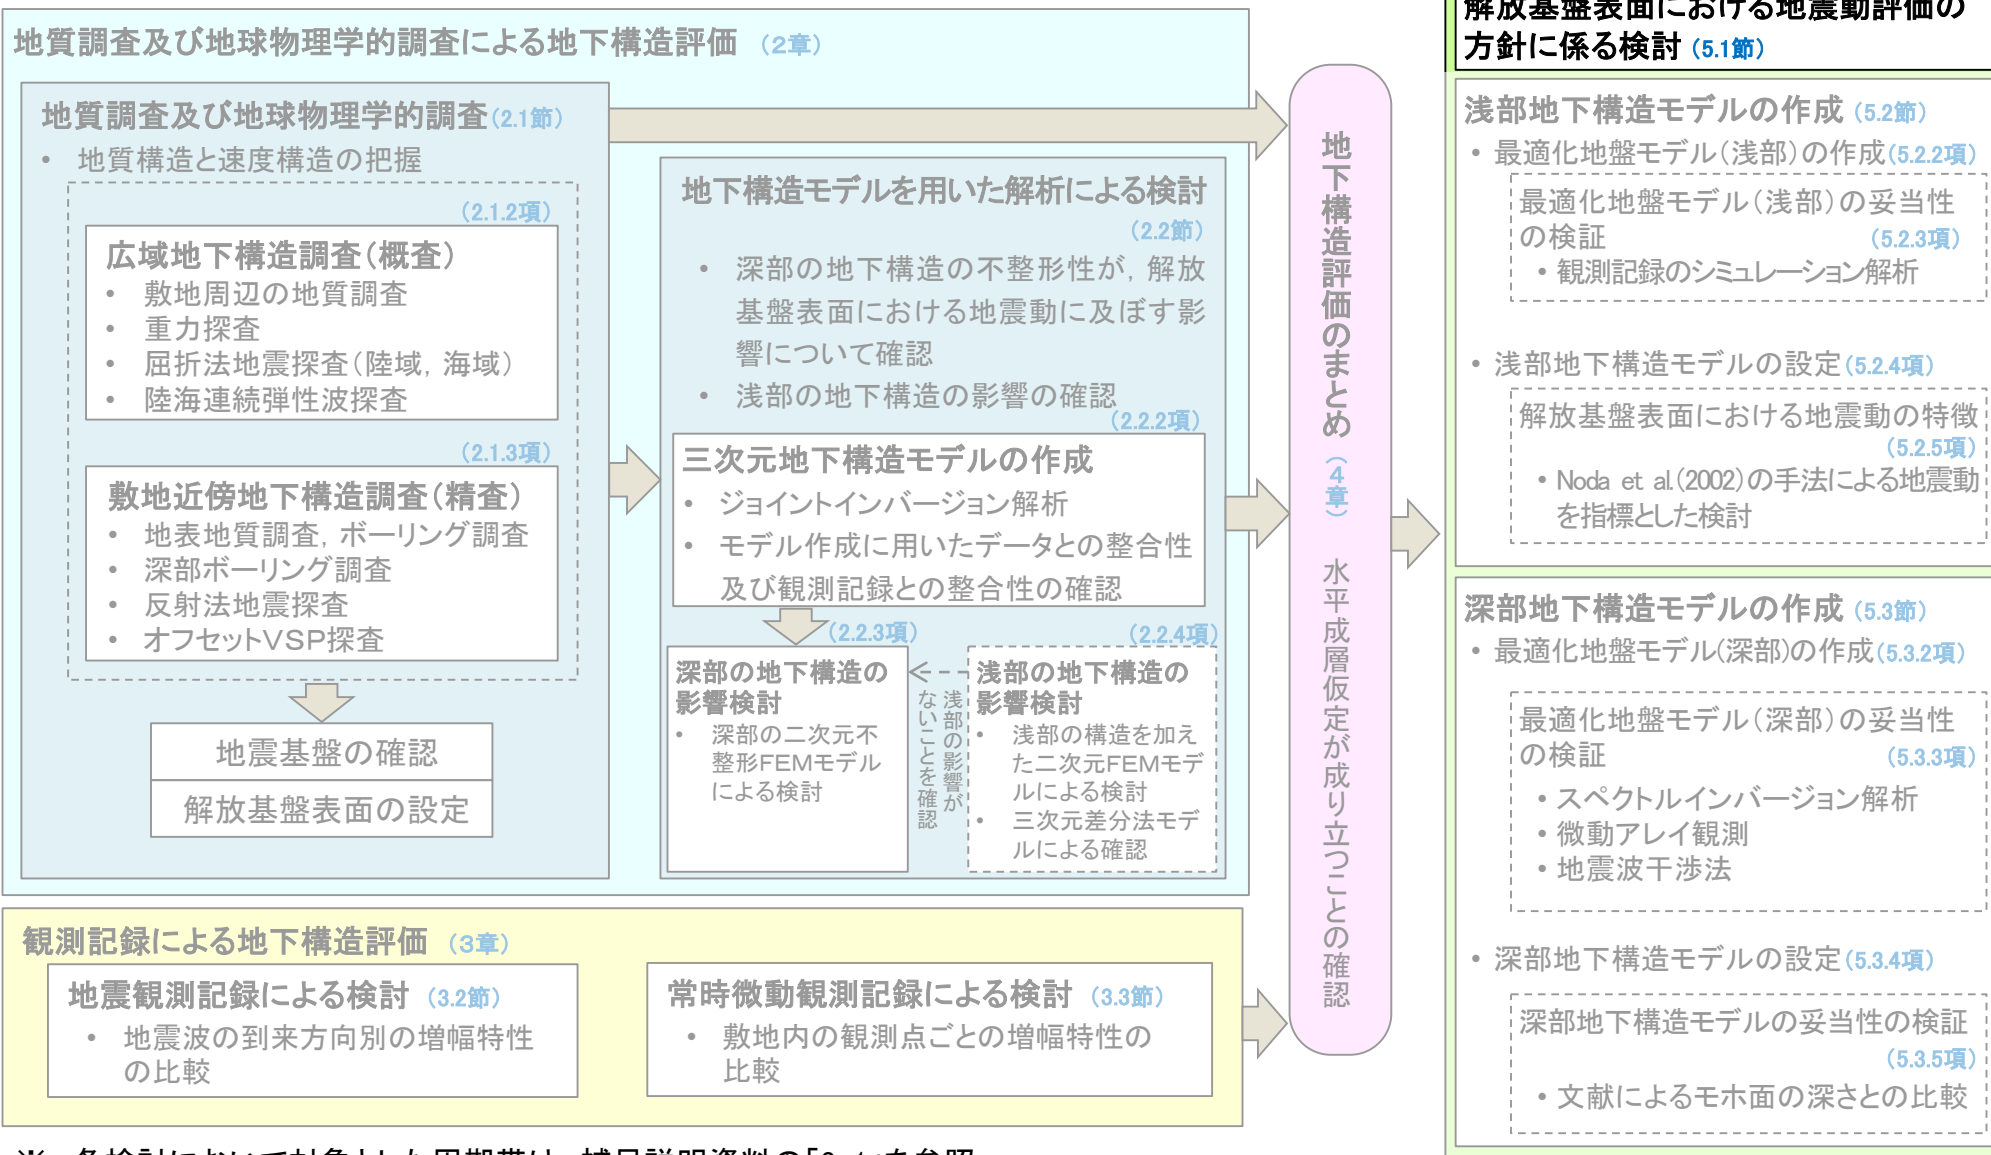 地質調査及び地球物理学的調査による地下構造評価 （２章）
地質調査及び地球物理学的調査（2.1節）
• 地質構造と速度構造の把握
（2.1.2項）
広域地下構造調査（概査）
• 敷地周辺の地質調査
• 重力探査
• 屈折法地震探査（陸域，海域）
• 陸海連続弾性波探査
（2.1.3項）
敷地近傍地下構造調査（精査）
• 地表地質調査，ボーリング調査
• 深部ボーリング調査
• 反射法地震探査
• オフセットＶＳＰ探査
地震基盤の確認
解放基盤表面の設定
地下構造モデルを用いた解析による検討
（2.2節）
• 深部の地下構造の不整形性が，解放
基盤表面における地震動に及ぼす影
響について確認
• 浅部の地下構造の影響の確認
（2.2.2項）
三次元地下構造モデルの作成
• ジョイントインバージョン解析
• モデル作成に用いたデータとの整合性
及び観測記録との整合性の確認
（2.2.3項）
深部の地下構造の
影響検討
• 深部の二次元不
整形ＦＥＭモデル
による検討
浅部の影響が
ないことを確認
（2.2.4項）
浅部の地下構造の
影響検討
• 浅部の構造を加え
た二次元ＦＥＭモデ
ルによる検討
• 三次元差分法モデ
ルによる確認
観測記録による地下構造評価 （３章）
地震観測記録による検討 （3.2節）
• 地震波の到来方向別の増幅特性
の比較
常時微動観測記録による検討 （3.3節）
• 敷地内の観測点ごとの増幅特性の
比較
地下構造評価のまとめ（４章） 水平成層仮定が成り立つことの確認
解放基盤表面における地震動評価の
方針に係る検討（5.1節）
浅部地下構造モデルの作成（5.2節）
• 最適化地盤モデル（浅部）の作成（5.2.2項）
最適化地盤モデル（浅部）の妥当性
の検証 （5.2.3項）
• 観測記録のシミュレーション解析
• 浅部地下構造モデルの設定（5.2.4項）
解放基盤表面における地震動の特徴
（5.2.5項）
• Noda et al.（2002）の手法による地震動
を指標とした検討
深部地下構造モデルの作成（5.3節）
• 最適化地盤モデル（深部）の作成（5.3.2項）
最適化地盤モデル（深部）の妥当性
の検証 （5.3.3項）
• スペクトルインバージョン解析
• 微動アレイ観測
• 地震波干渉法
• 深部地下構造モデルの設定（5.3.4項）
深部地下構造モデルの妥当性の検証
（5.3.5項）
• 文献によるモホ面の深さとの比較